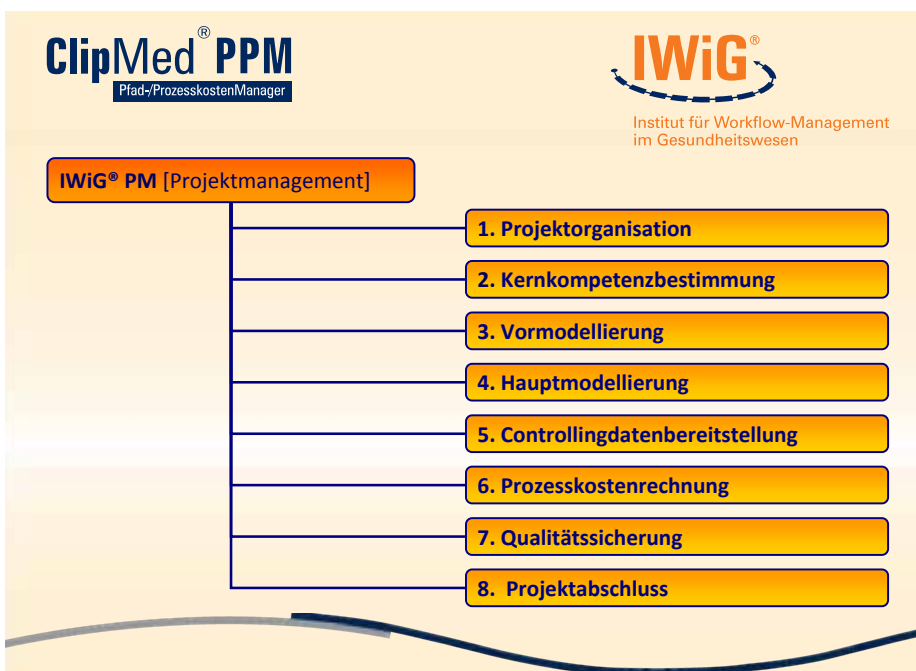 ClipMed® PPM
Pfad-/ProzesskostenManager
IWiG®
Institut für Workflow-Management
im Gesundheitswesen
IWiG® PM [Projektmanagement]
1. Projektorganisation
2. Kernkompetenzbestimmung
3. Vormodellierung
4. Hauptmodellierung
5. Controllingdatenbereitstellung
6. Prozesskostenrechnung
7. Qualitätssicherung
8. Projektabschluss